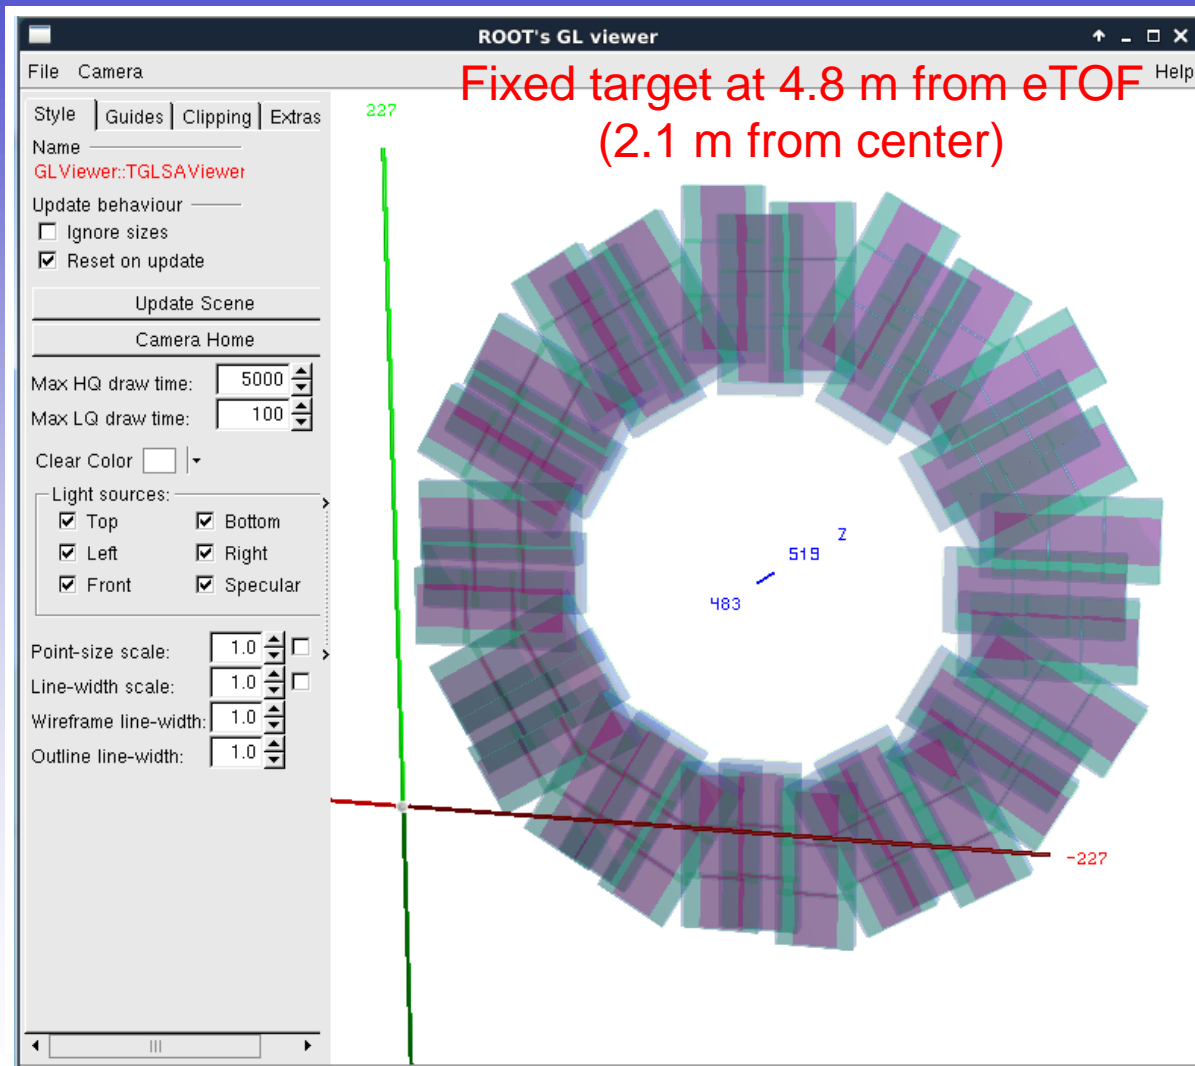 ROOT's GL viewer
File Camera
Help
Fixed target at 4.8 m from eTOF
(2.1 m from center)
Style Guides Clipping Extras
227
Name
GLViewer::TGLSAViewer
Update behaviour
Ignore sizes
Reset on update
Update Scene
Camera Home
Max HQ draw time: 5000
Max LQ draw time: 100
Clear Color
Light sources:
Top Bottom
Left Right
Front Specular
Z
519
483
Point-size scale: 1.0
Line-width scale: 1.0
Wireframe line-width: 1.0
Outline line-width: 1.0
-227